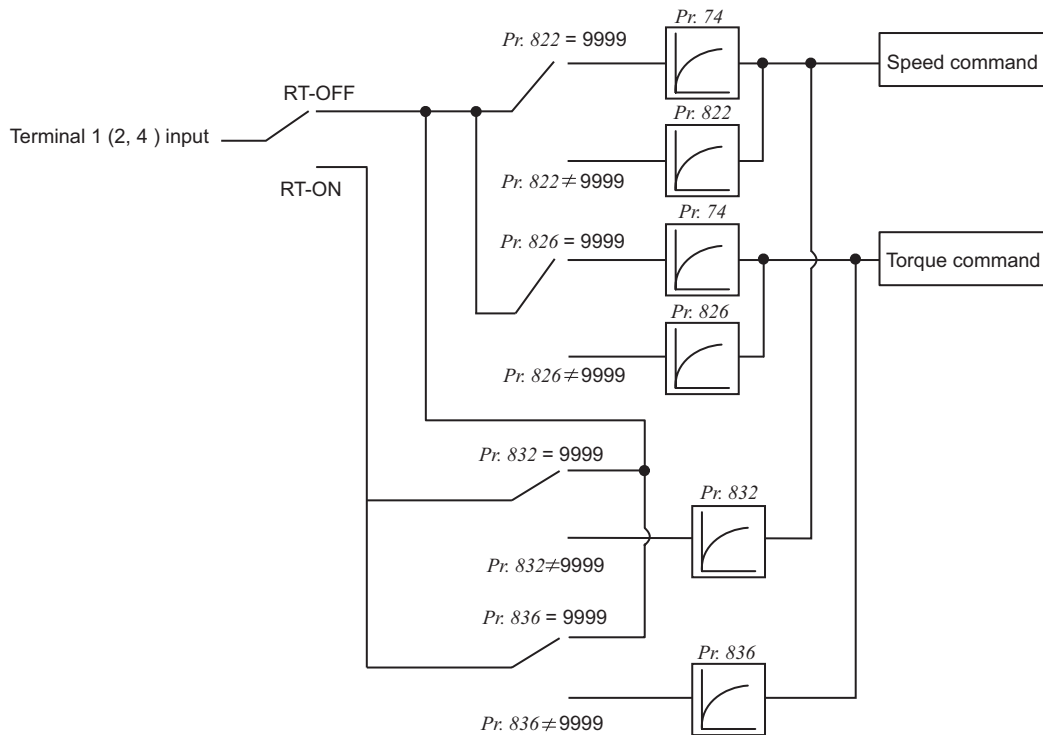 Pr. 74
Pr. 822 = 9999
Speed command
RT-OFF
Pr. 822
Terminal 1 (2, 4 ) input
RT-ON
Pr. 822≠9999
Pr. 74
Pr. 826 = 9999
Torque command
Pr. 826
Pr. 826≠9999
Pr. 832 = 9999
Pr. 832
Pr. 832≠9999
Pr. 836 = 9999
Pr. 836
Pr. 836≠9999